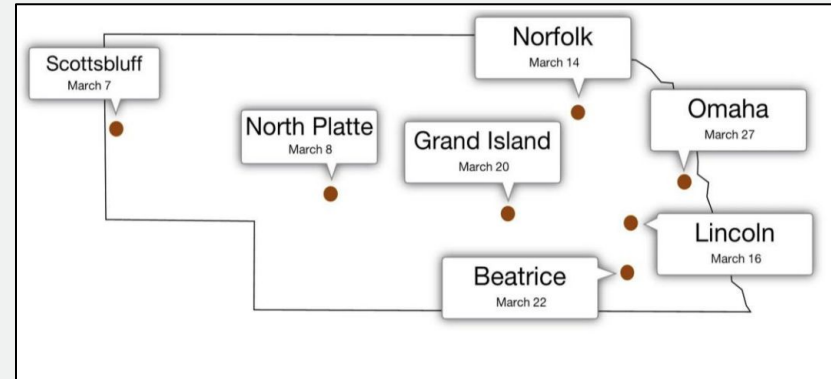 Norfolk
March 14
Scottsbluff
March 7
Omaha
March 27
North Platte
March 8
Grand Island
March 20
Lincoln
March 16
Beatrice
March 22